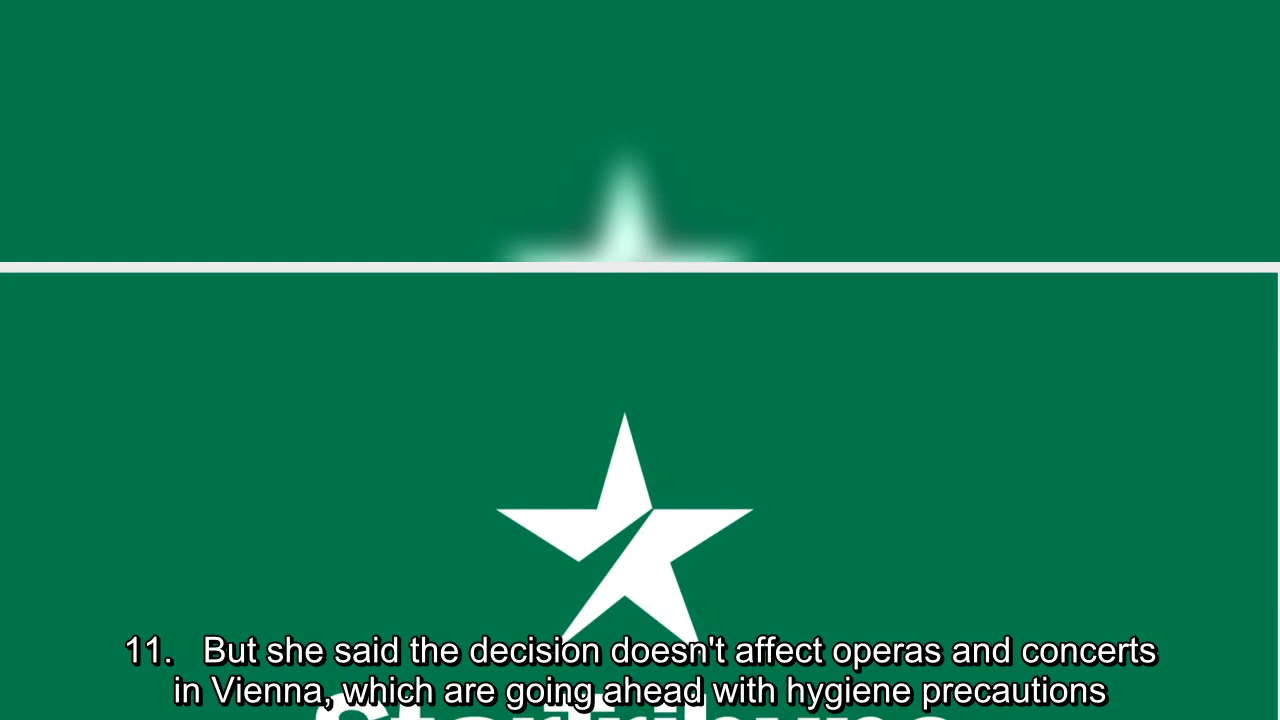 11. But she said the decision doesn't affect operas and concerts
in Vienna, which are going ahead with hygiene precautions
StarTribune